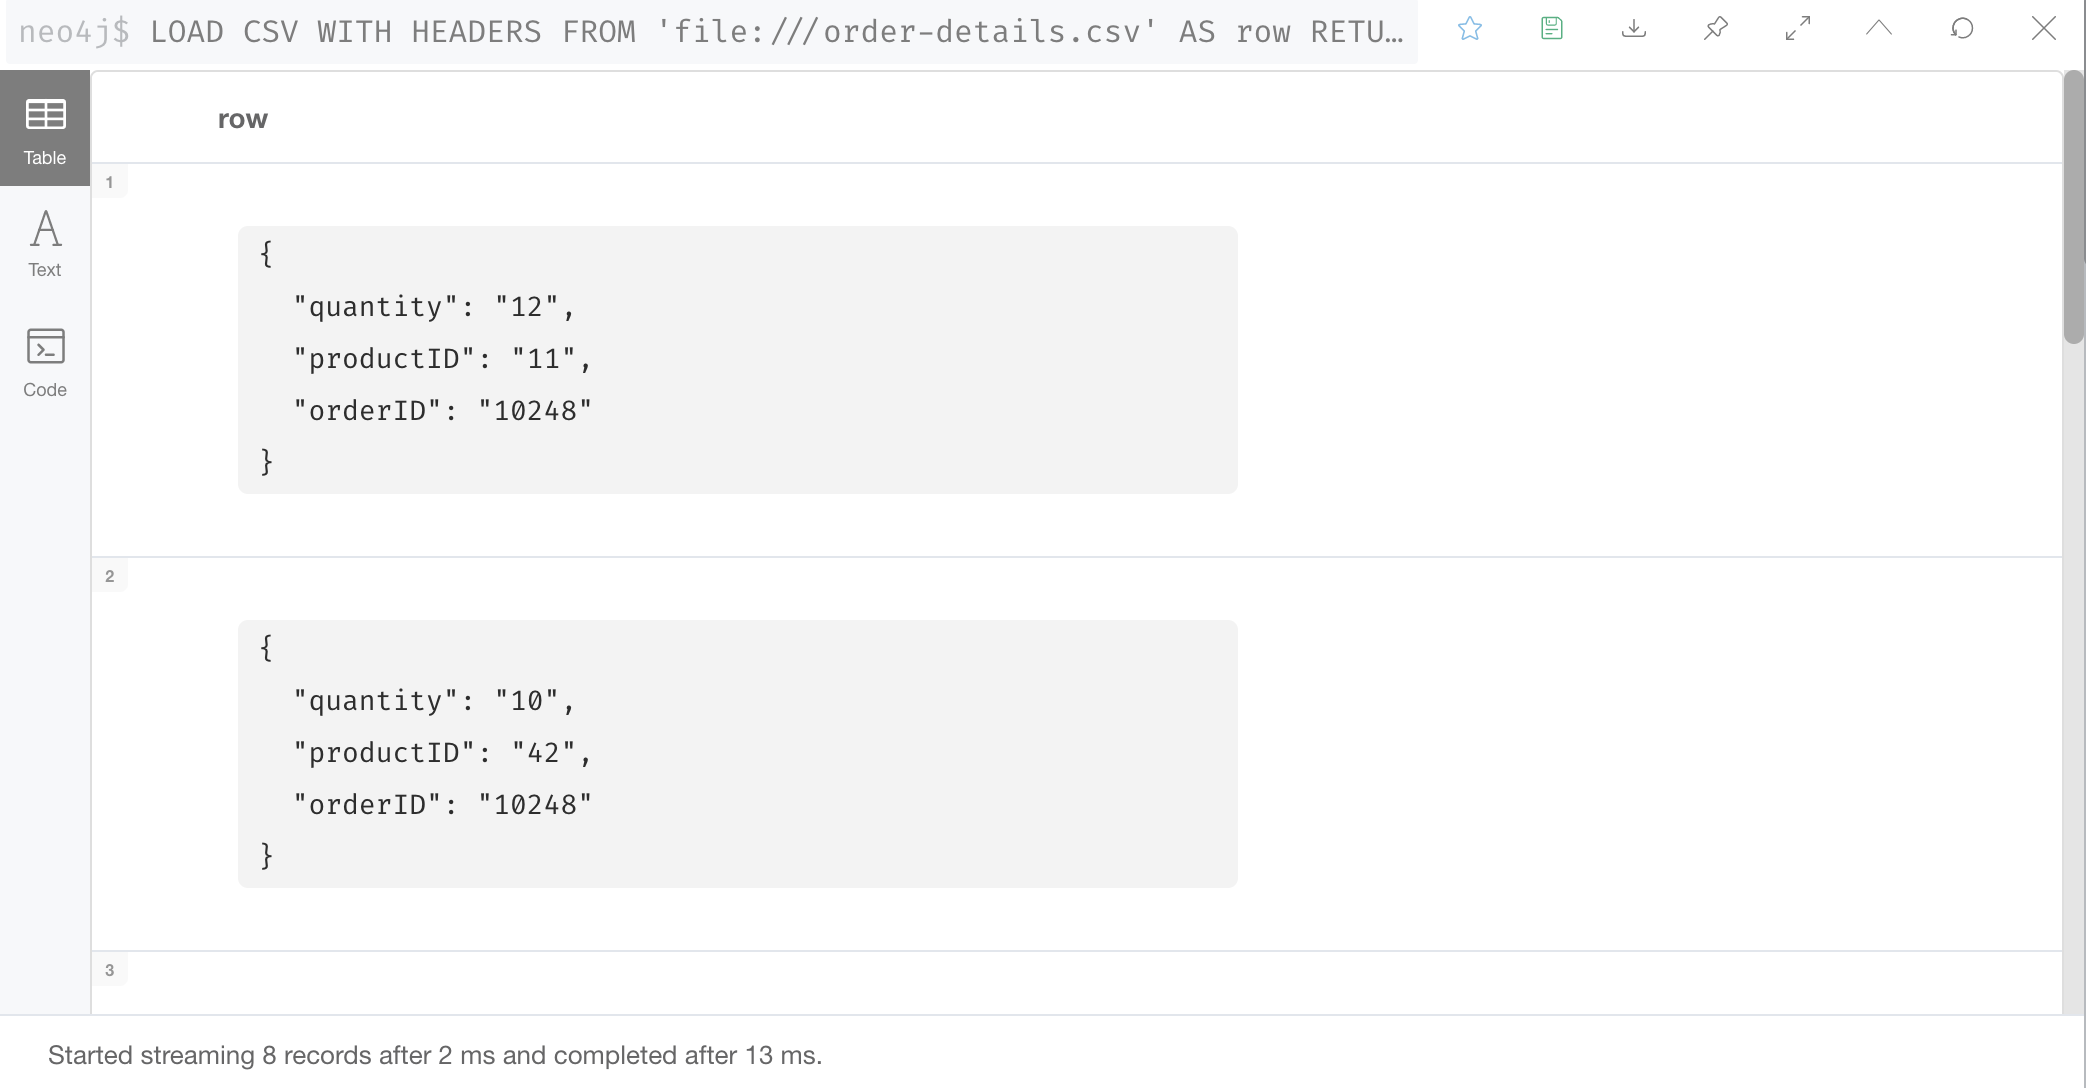 neo4j$ LOAD CSV WITH HEADERS FROM 'file:///order-details.csv' AS row RETU…
Table
Text
Code
row
1
{
"quantity": "12",
"productID": "11",
"orderID": "10248"
}
2
{
"quantity": "10",
"productID": "42",
"orderID": "10248"
}
3
Started streaming 8 records after 2 ms and completed after 13 ms.